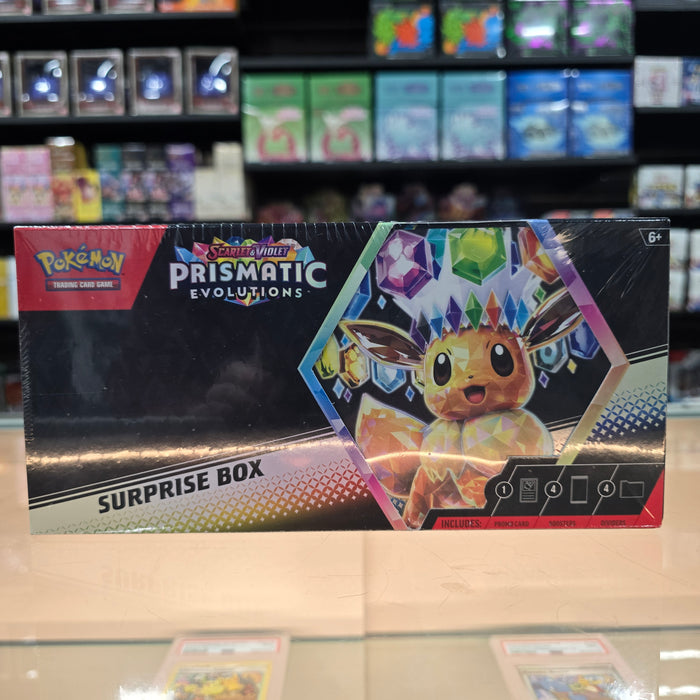 6+
Pokémon
TRADING CARD GAME
SCARLET & VIOLET
PRISMATIC
EVOLUTIONS
SURPRISE BOX
1 4 4
INCLUDES: PROMO CARD BOOSTERS DIVIDERS